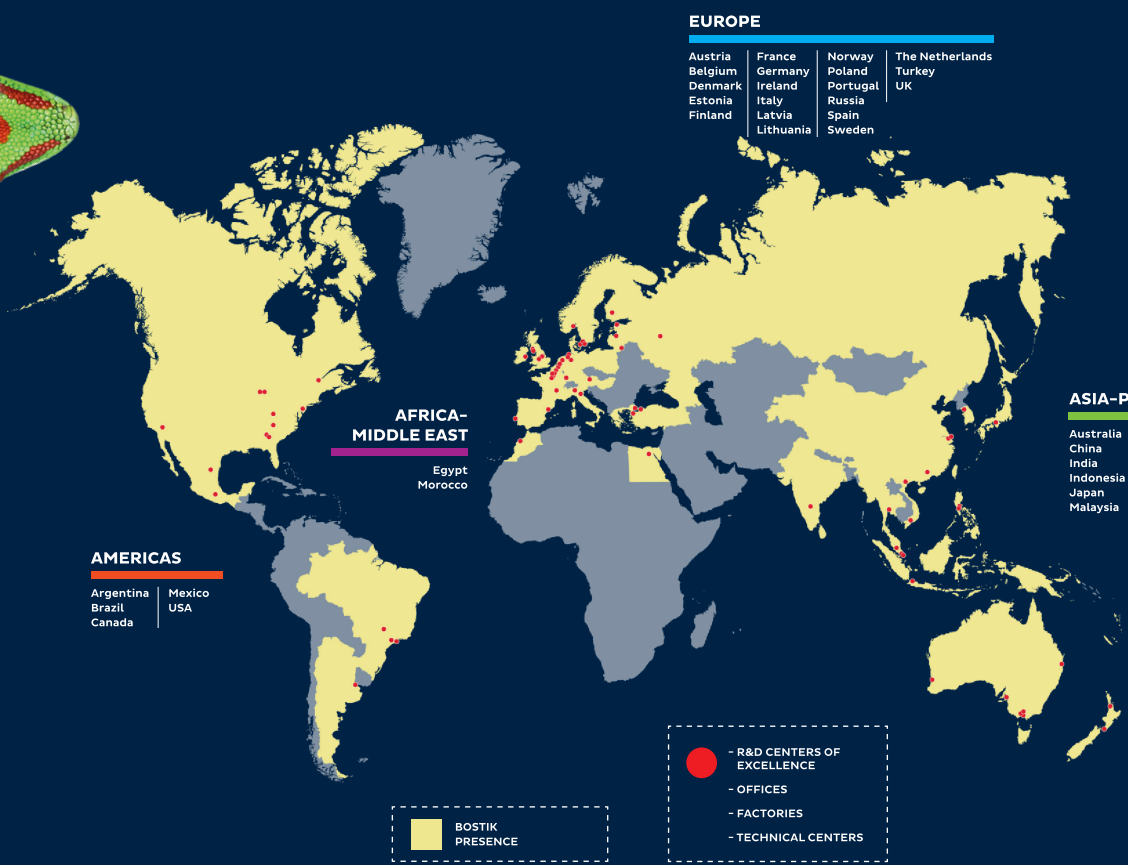 EUROPE
Austria
Belgium
Denmark
Estonia
Finland
France
Germany
Ireland
Italy
Latvia
Lithuania
Norway
Poland
Portugal
Russia
Spain
Sweden
The Netherlands
Turkey
UK
AFRICA-
MIDDLE EAST
Egypt
Morocco
ASIA-P
Australia
China
India
Indonesia
Japan
Malaysia
AMERICAS
Argentina
Brazil
Canada
Mexico
USA
- R&D CENTERS OF
EXCELLENCE
- OFFICES
- FACTORIES
- TECHNICAL CENTERS
BOSTIK
PRESENCE